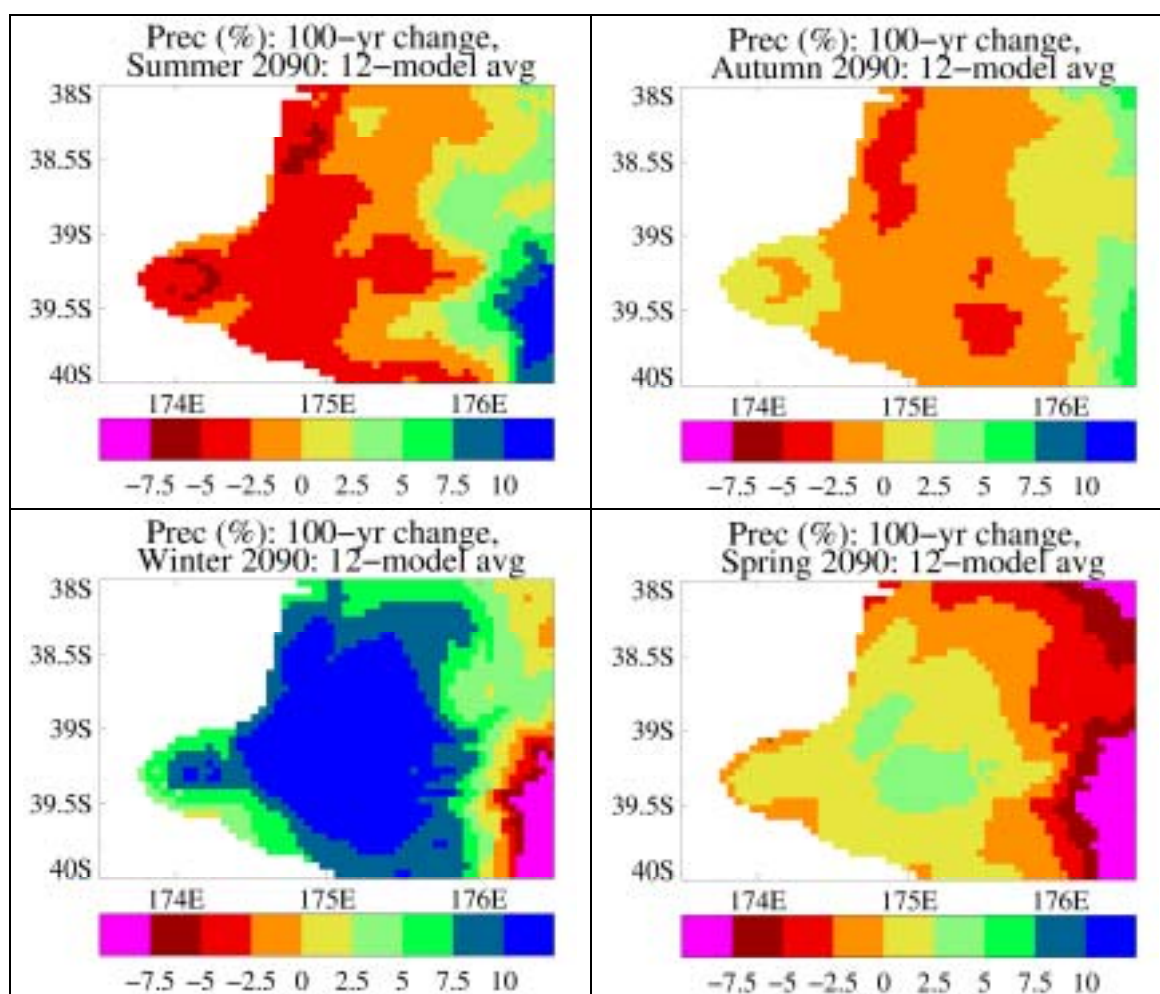 Prec (%): 100−yr change,
Summer 2090: 12−model avg
38S
38.5S
39S
39.5S
40S
174E 175E 176E
−7.5 −5 −2.5 0 2.5 5 7.5 10
Prec (%): 100−yr change,
Autumn 2090: 12−model avg
38S
38.5S
39S
39.5S
40S
174E 175E 176E
−7.5 −5 −2.5 0 2.5 5 7.5 10
Prec (%): 100−yr change,
Winter 2090: 12−model avg
38S
38.5S
39S
39.5S
40S
174E 175E 176E
−7.5 −5 −2.5 0 2.5 5 7.5 10
Prec (%): 100−yr change,
Spring 2090: 12−model avg
38S
38.5S
39S
39.5S
40S
174E 175E 176E
−7.5 −5 −2.5 0 2.5 5 7.5 10